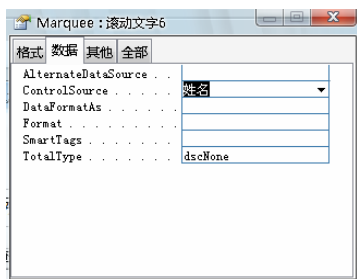 Marquee : 滚动文字6
格式 数据 其他 全部
AlternateDataSource . .
ControlSource . . . . . 姓名
DataFormatAs . . . . . .
Format . . . . . . . . .
SmartTags . . . . . . .
TotalType . . . . . . . dscNone